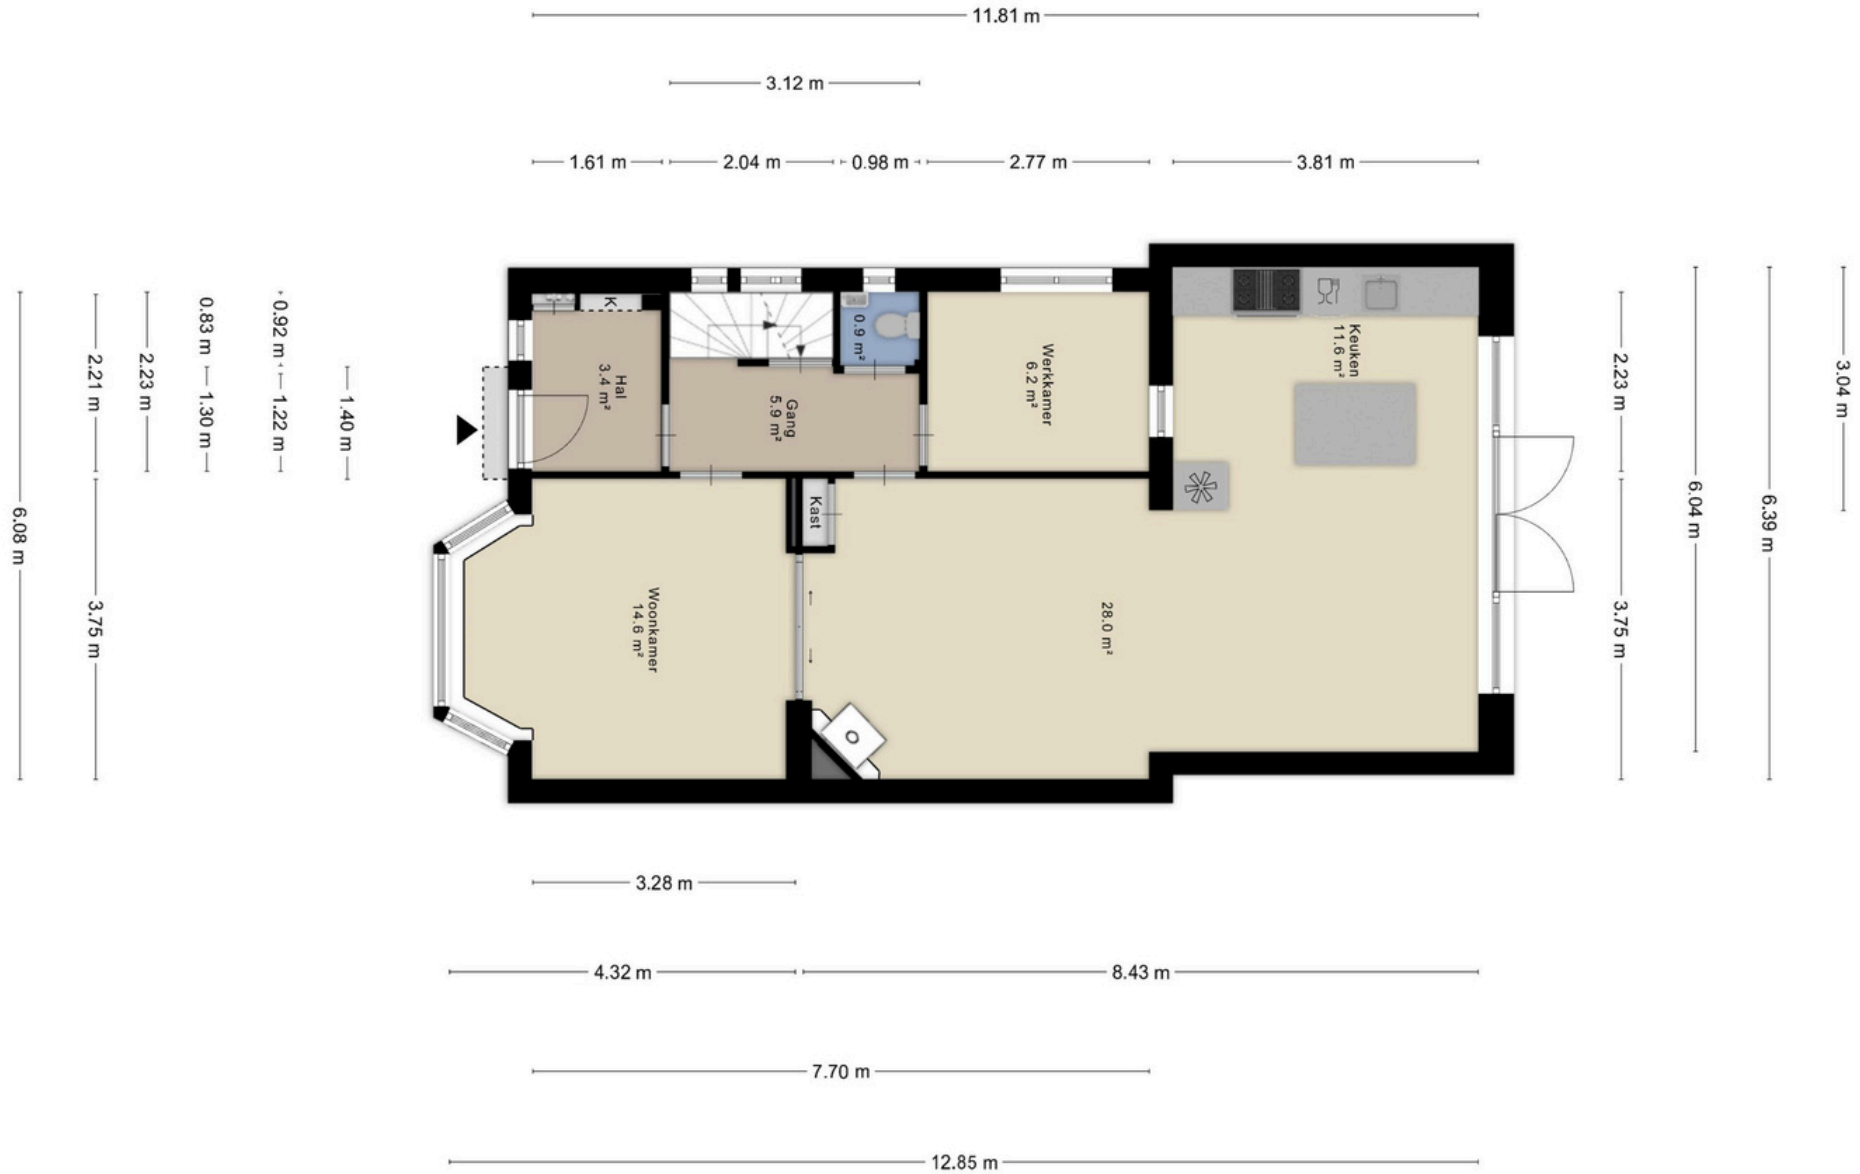 11.81 m
3.12 m
1.61 m
2.04 m
0.98 m
2.77 m
3.81 m
6.08 m
2.21 m
3.75 m
2.23 m
0.83 m
1.30 m
0.92 m
1.22 m
1.40 m
K
Hal
3.4 m²
Gang
5.9 m²
0.9 m²
Werkkamer
6.2 m²
Keuken
11.6 m²
Kast
Woonkamer
14.6 m²
28.0 m²
2.23 m
3.75 m
6.04 m
6.39 m
3.04 m
3.28 m
4.32 m
8.43 m
7.70 m
12.85 m